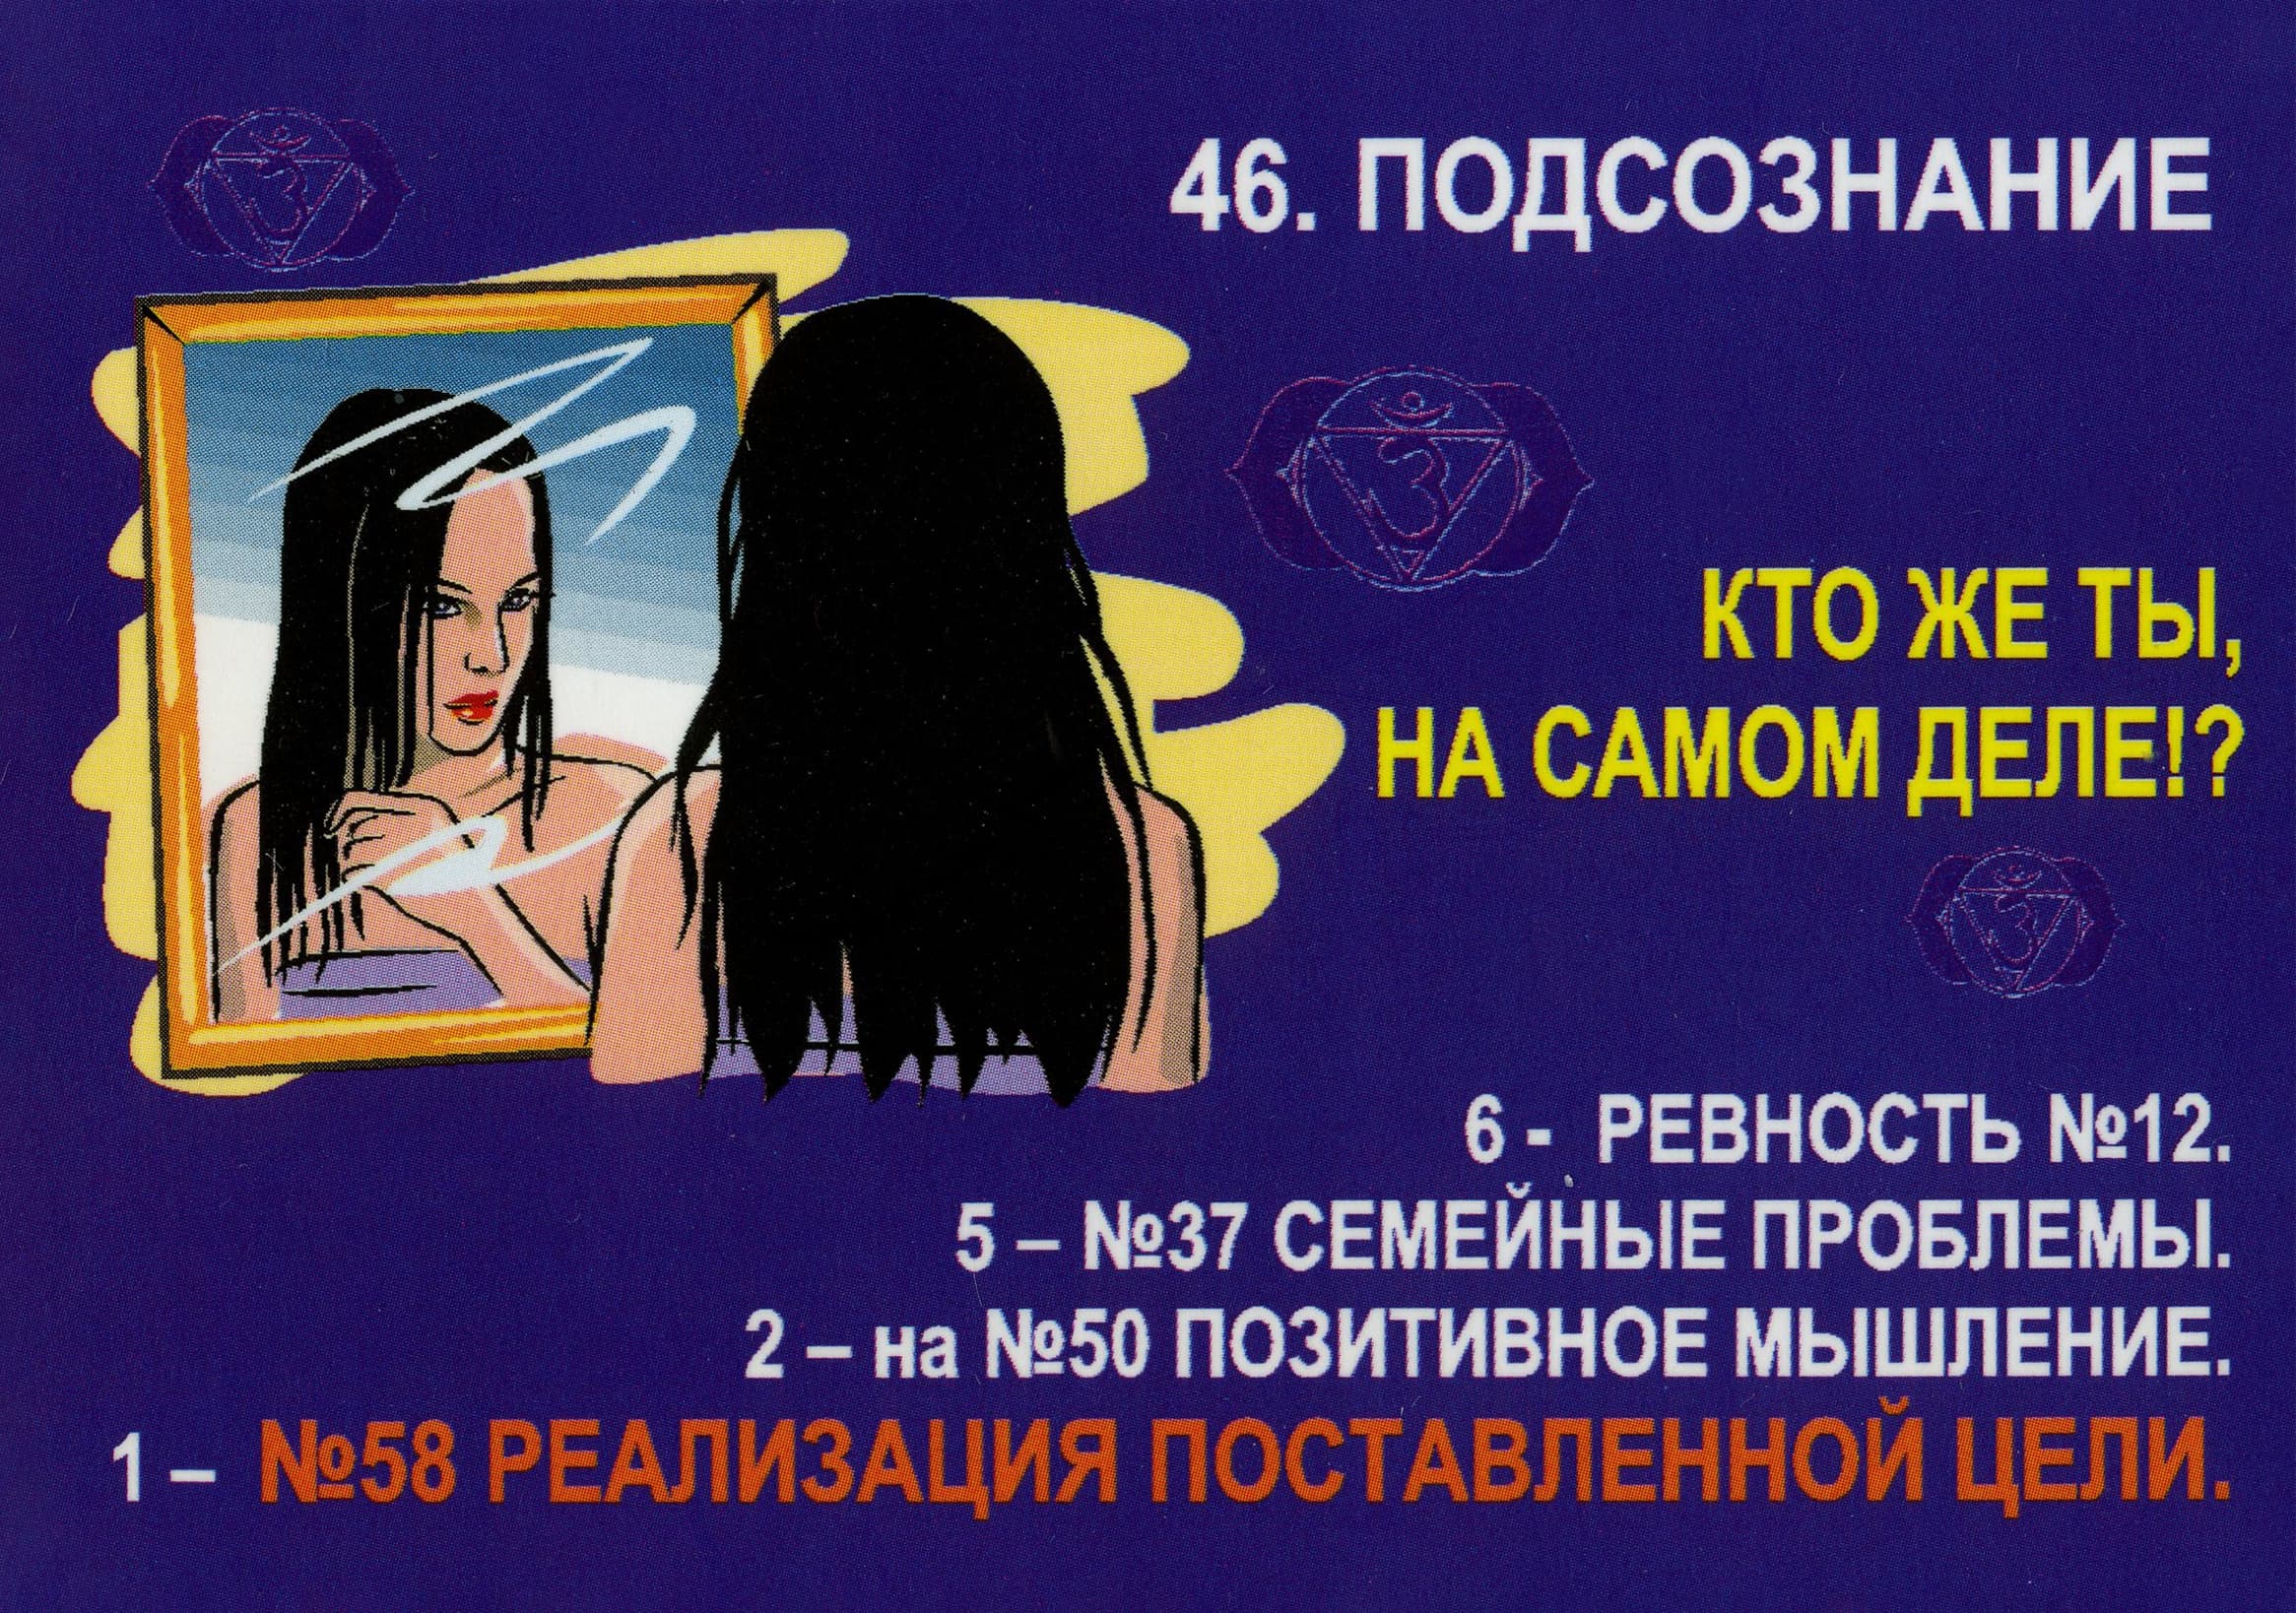 46. ПОДСОЗНАНИЕ
КТО ЖЕ ТЫ,
НА САМОМ ДЕЛЕ!?
6 - РЕВНОСТЬ №12.
5 – №37 СЕМЕЙНЫЕ ПРОБЛЕМЫ.
2 – на №50 ПОЗИТИВНОЕ МЫШЛЕНИЕ.
1 – №58 РЕАЛИЗАЦИЯ ПОСТАВЛЕННОЙ ЦЕЛИ.